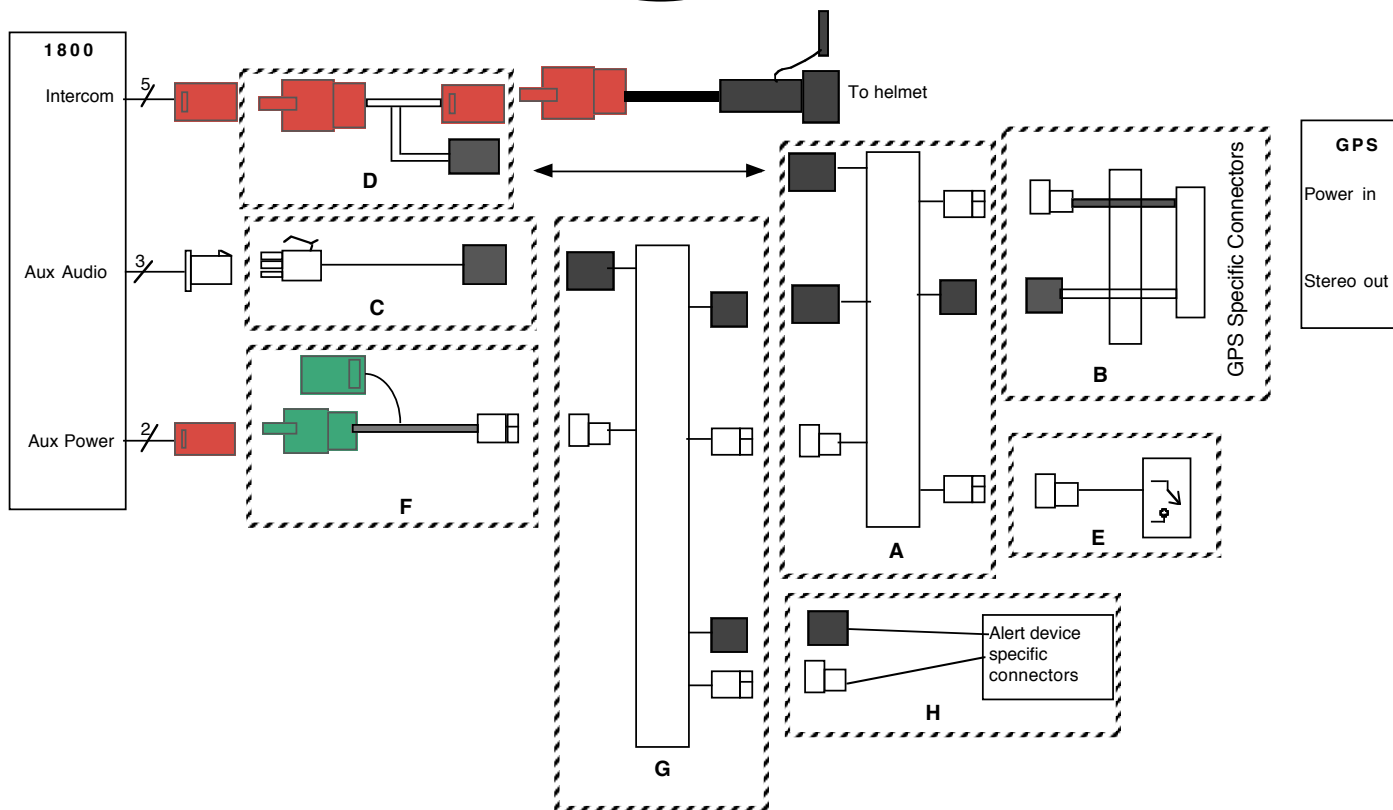 1800
Intercom
5
D
To helmet
Aux Audio
3
C
Aux Power
2
F
G
A
GPS Specific Connectors
B
GPS
Power in
Stereo out
E
Alert device
specific
connectors
H